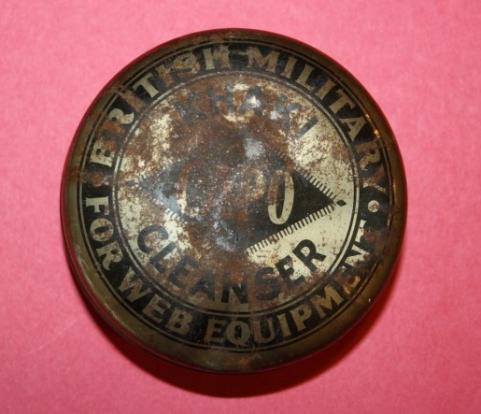 BRITISH MILITARY
KHAKI
CLEANSER
FOR WEB EQUIPMENT